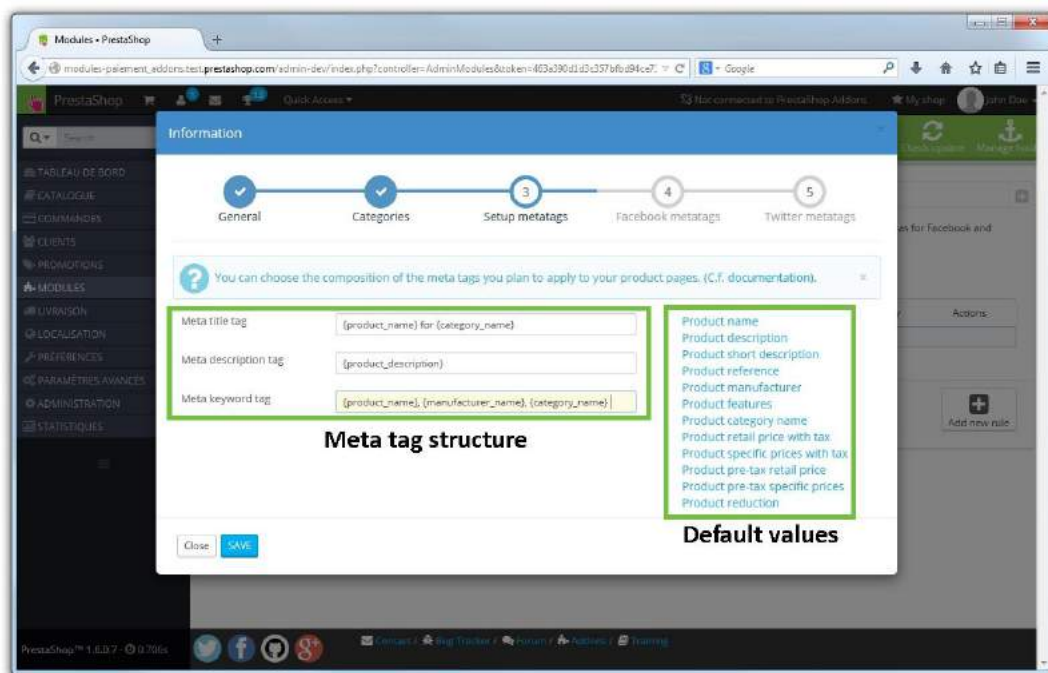 Modules • PrestaShop
modules-paiement_addons.test.prestashop.com/admin-dev/index.php?controller=AdminModules&token=
Google
PrestaShop
Quick Access
Not connected to PrestaShop Addons
My shop
John Doe
Search
Information
Check update
Manage hooks
TABLEAU DE BORD
CATALOGUE
COMMANDES
CLIENTS
PROMOTIONS
MODULES
LIVRAISON
LOCALISATION
PRÉFÉRENCES
PARAMÈTRES AVANCÉS
ADMINISTRATION
STATISTIQUES
3
4
5
General
Categories
Setup metatags
Facebook metatags
Twitter metatags
for Facebook and
? You can choose the composition of the meta tags you plan to apply to your product pages. (C.f. documentation).
Meta title tag
{product_name} for {category_name}
Meta description tag
{product_description}
Meta keyword tag
{product_name}, {manufacturer_name}, {category_name}
Meta tag structure
Product name
Product description
Product short description
Product reference
Product manufacturer
Product features
Product category name
Product retail price with tax
Product specific prices with tax
Product pre-tax retail price
Product pre-tax specific prices
Product reduction
Default values
Actions
Add new rule
Close
SAVE
Contact / Bug Tracker / Forum / Addons / Training
PrestaShop™ 1.6.0.7 - 0.706s